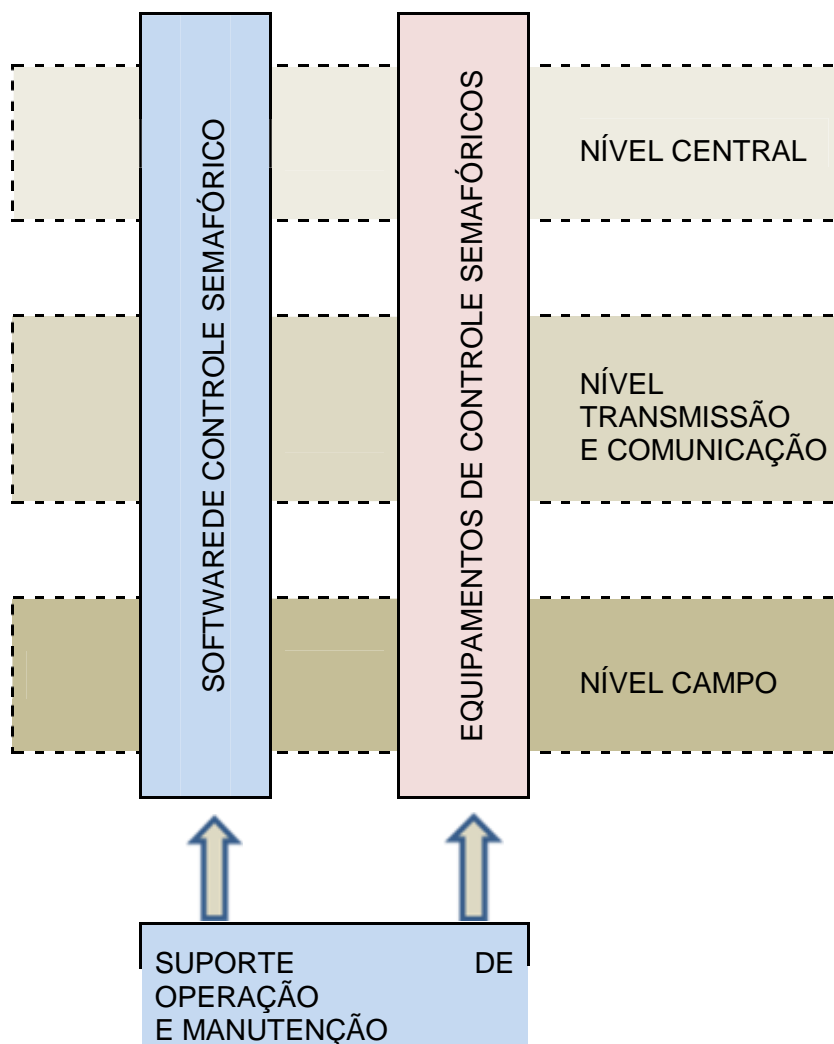 SOFTWAREDE CONTROLE SEMAFÓRICO
EQUIPAMENTOS DE CONTROLE SEMAFÓRICOS
NÍVEL CENTRAL
NÍVEL
TRANSMISSÃO
E COMUNICAÇÃO
NÍVEL CAMPO
SUPORTE DE
OPERAÇÃO
E MANUTENÇÃO